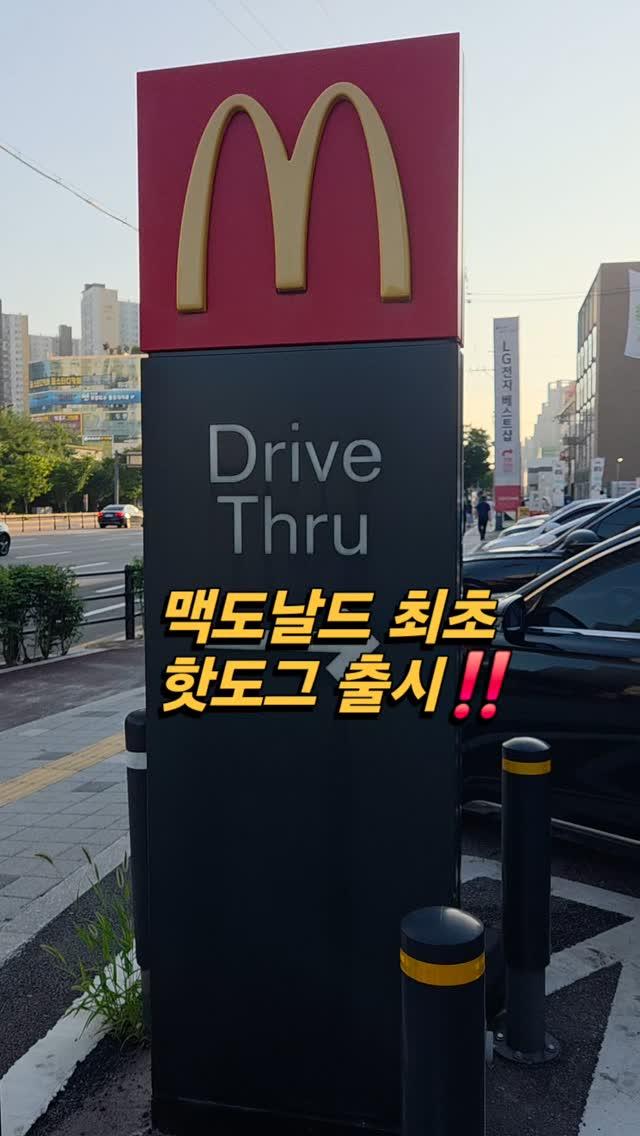 Drive
Thru
LG전자 베스트샵
맥도날드 최초
핫도그 출시‼️